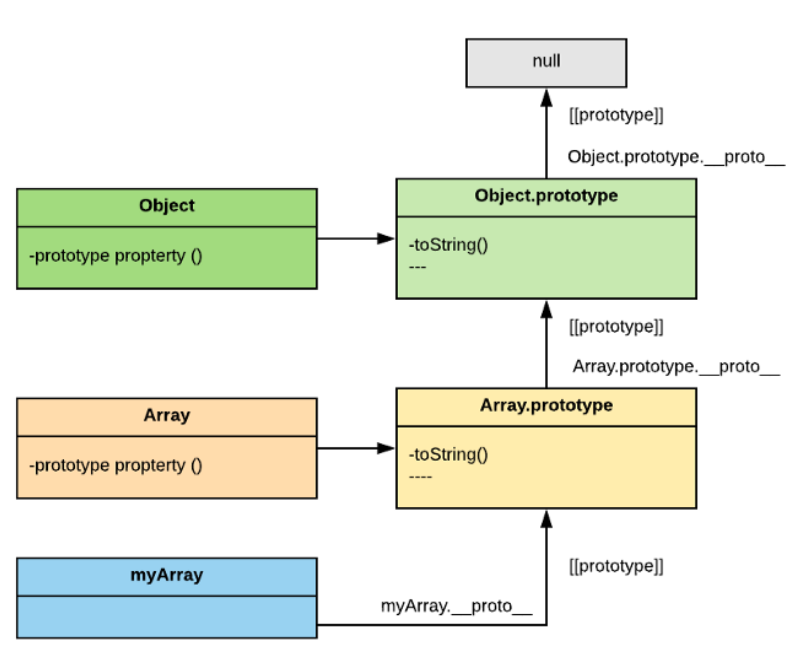 null
[[prototype]]
Object.prototype.__proto__
Object
-prototype propterty ()
Object.prototype
-toString()
---
[[prototype]]
Array.prototype.__proto__
Array
-prototype propterty ()
Array.prototype
-toString()
----
[[prototype]]
myArray
myArray.__proto__